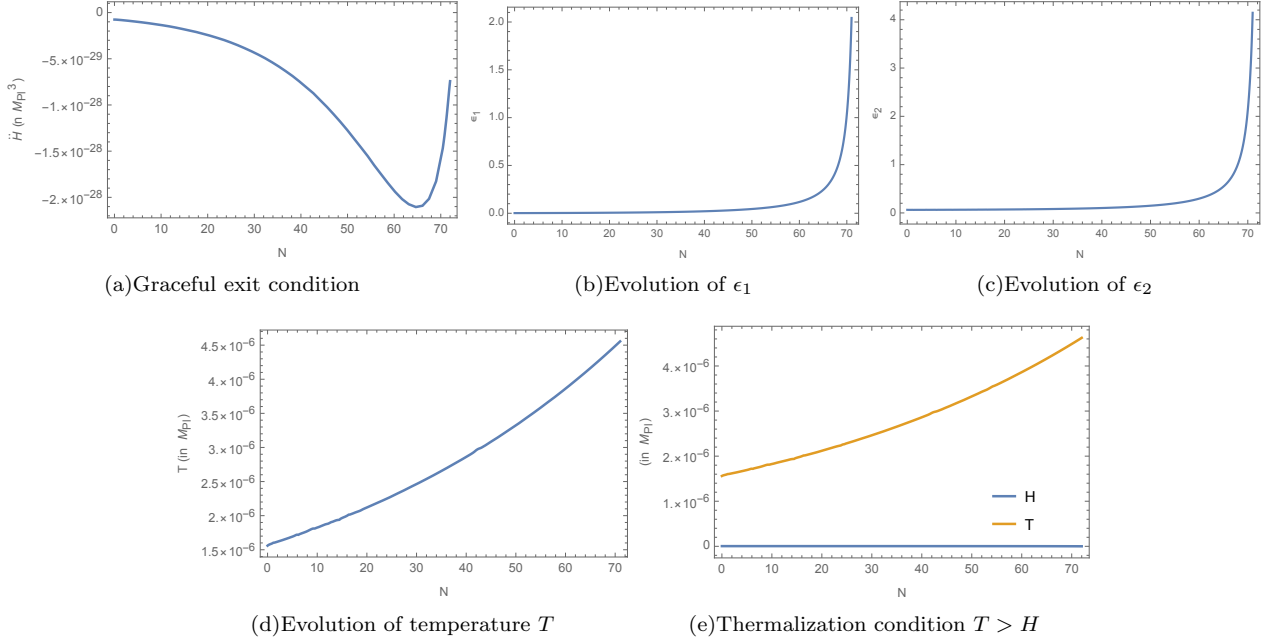 0
-5.×10⁻²⁹
-1.×10⁻²⁸
-1.5×10⁻²⁸
-2.×10⁻²⁸
Ḧ (n M_Pl³)
0 10 20 30 40 50 60 70
N
(a)Graceful exit condition
2.0
1.5
1.0
0.5
0.0
ϵ₁
0 10 20 30 40 50 60 70
N
(b)Evolution of ϵ₁
4
3
2
1
0
ϵ₂
0 10 20 30 40 50 60 70
N
(c)Evolution of ϵ₂
4.5×10⁻⁶
4.×10⁻⁶
3.5×10⁻⁶
3.×10⁻⁶
2.5×10⁻⁶
2.×10⁻⁶
1.5×10⁻⁶
T (in M_Pl)
0 10 20 30 40 50 60 70
N
(d)Evolution of temperature T
4.×10⁻⁶
3.×10⁻⁶
2.×10⁻⁶
1.×10⁻⁶
0
(in M_Pl)
H
T
0 10 20 30 40 50 60 70
N
(e)Thermalization condition T > H